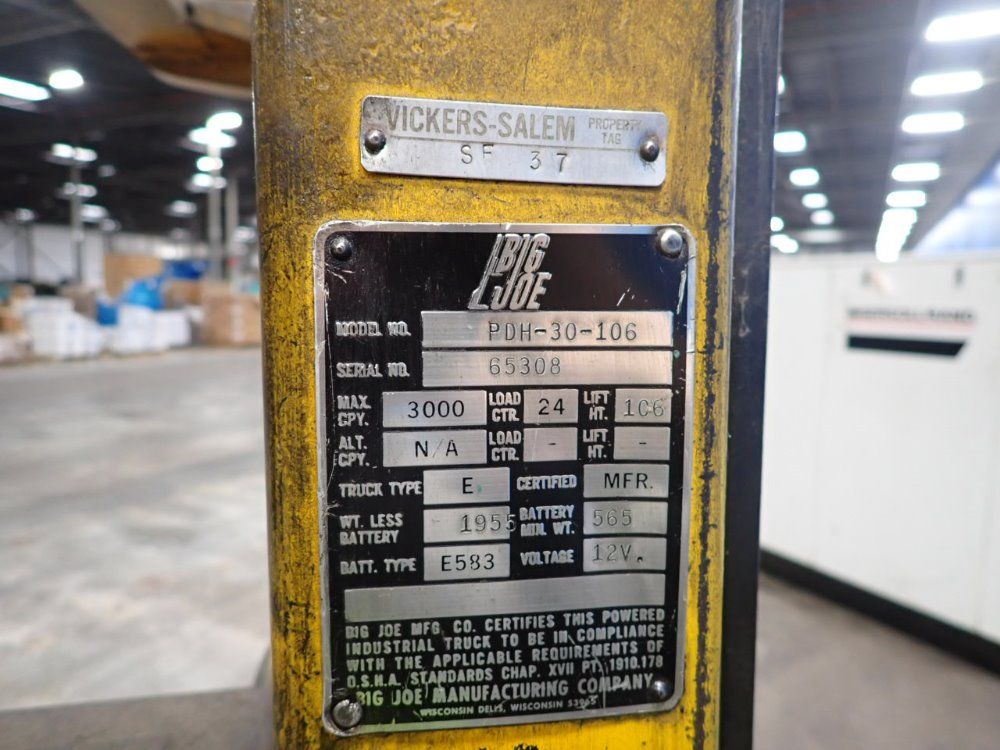 VICKERS-SALEM PROPERTY TAG
SF 37
BIG JOE
MODEL NO. PDH-30-106
SERIAL NO. 65308
MAX. CPY. 3000 LOAD CTR. 24 LIFT HT. 106
ALT. CPY. N/A LOAD CTR. - LIFT HT. -
TRUCK TYPE E CERTIFIED MFR.
WT. LESS BATTERY 1955 BATTERY MIN. WT. 565
BATT. TYPE E583 VOLTAGE 12V.
BIG JOE MFG. CO. CERTIFIES THIS POWERED
INDUSTRIAL TRUCK TO BE IN COMPLIANCE
WITH THE APPLICABLE REQUIREMENTS OF
O.S.H.A. STANDARDS CHAP. XVII PT. 1910.178
BIG JOE MANUFACTURING COMPANY
WISCONSIN DELLS, WISCONSIN 53965
INGERSOLL-RAND